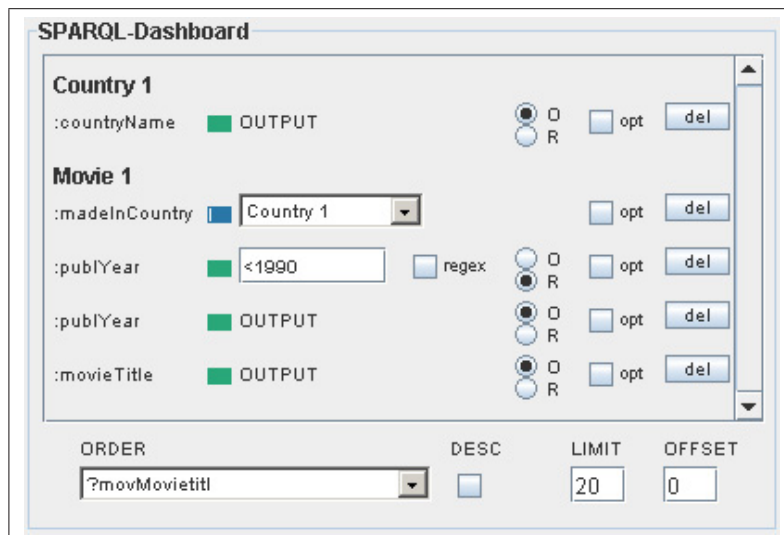 SPARQL-Dashboard
Country 1
:countryName OUTPUT O R opt del
Movie 1
:madeInCountry Country 1 opt del
:publYear <1990 regex O R opt del
:publYear OUTPUT O R opt del
:movieTitle OUTPUT O R opt del
ORDER DESC LIMIT OFFSET
?movMovietitl 20 0